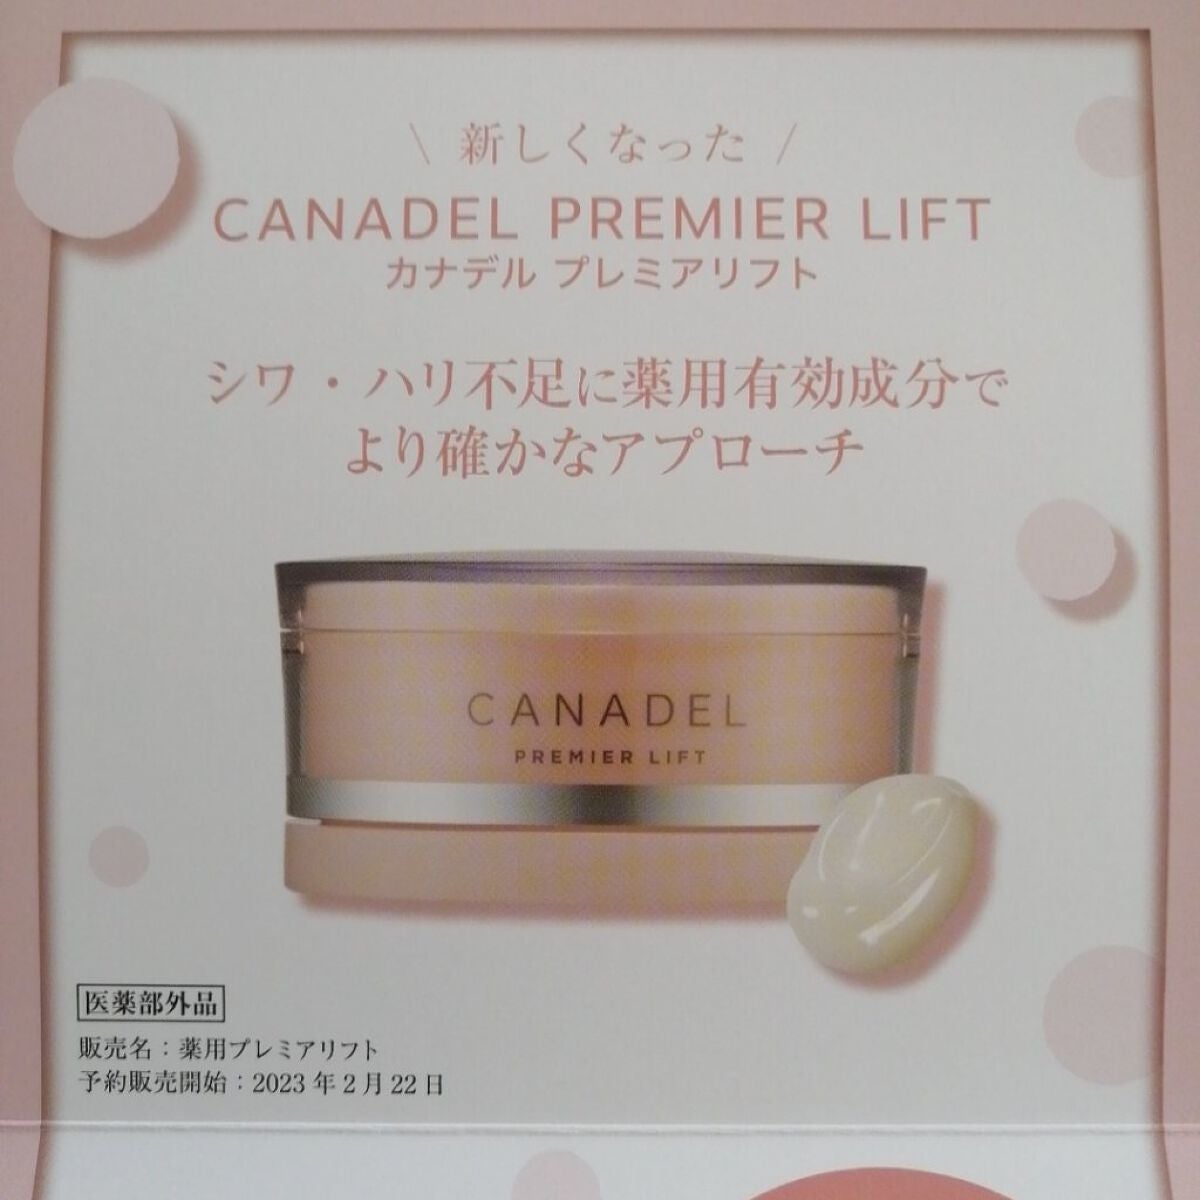 \ 新しくなった /
CANADEL PREMIER LIFT
カナデル プレミアリフト
シワ・ハリ不足に薬用有効成分で
より確かなアプローチ
CANADEL
PREMIER LIFT
医薬部外品
販売名：薬用プレミアリフト
予約販売開始：2023年2月22日